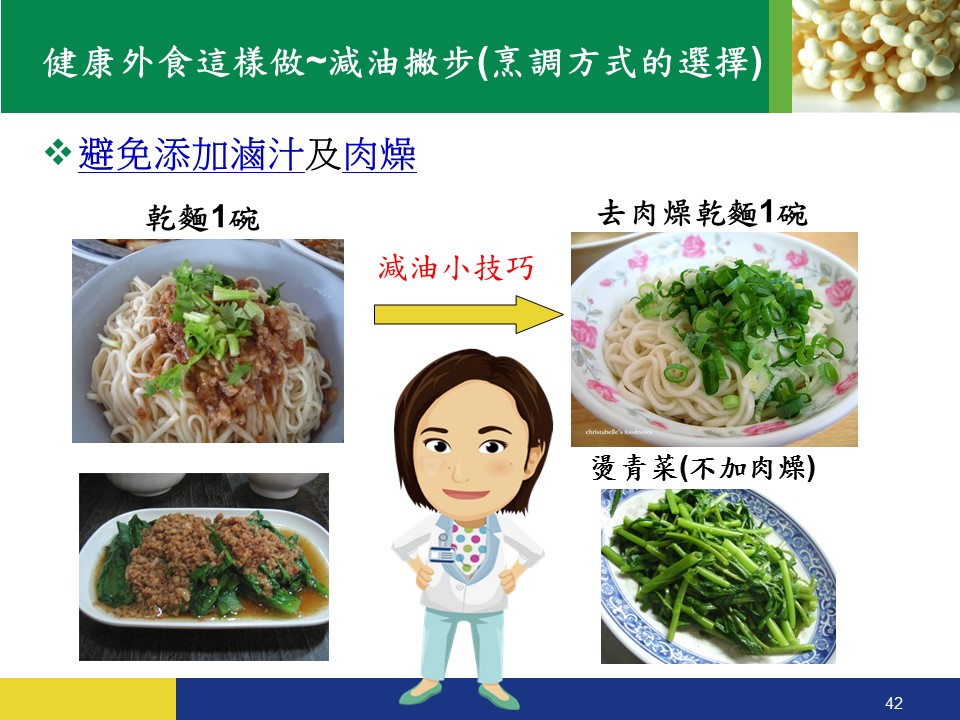 健康外食這樣做~減油撇步(烹調方式的選擇)
避免添加滷汁及肉燥
乾麵1碗
去肉燥乾麵1碗
減油小技巧
christabelle's foodnotes
燙青菜(不加肉燥)
42